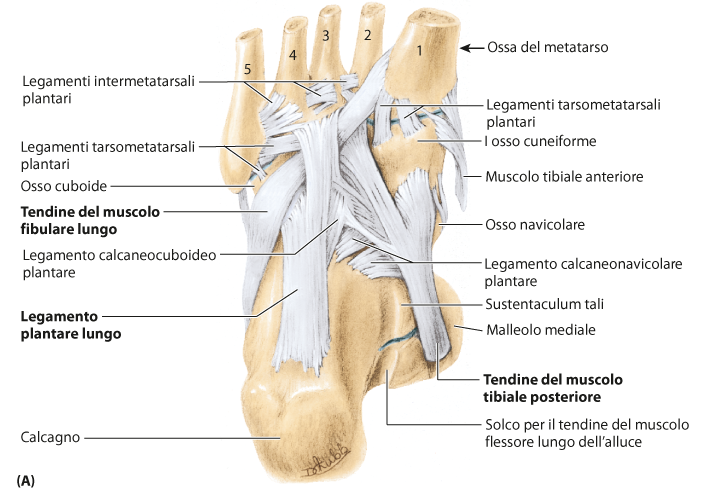 5
4
3
2
1
Legamenti intermetatarsali
plantari
Legamenti tarsometatarsali
plantari
Osso cuboide
Tendine del muscolo
fibulare lungo
Legamento calcaneocuboideo
plantare
Legamento
plantare lungo
Calcagno
(A)
Ossa del metatarso
Legamenti tarsometatarsali
plantari
I osso cuneiforme
Muscolo tibiale anteriore
Osso navicolare
Legamento calcaneonavicolare
plantare
Sustentaculum tali
Malleolo mediale
Tendine del muscolo
tibiale posteriore
Solco per il tendine del muscolo
flessore lungo dell'alluce